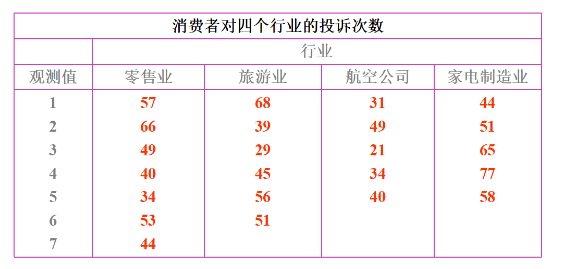 消费者对四个行业的投诉次数
行业
观测值 零售业 旅游业 航空公司 家电制造业
1 57 68 31 44
2 66 39 49 51
3 49 29 21 65
4 40 45 34 77
5 34 56 40 58
6 53 51
7 44